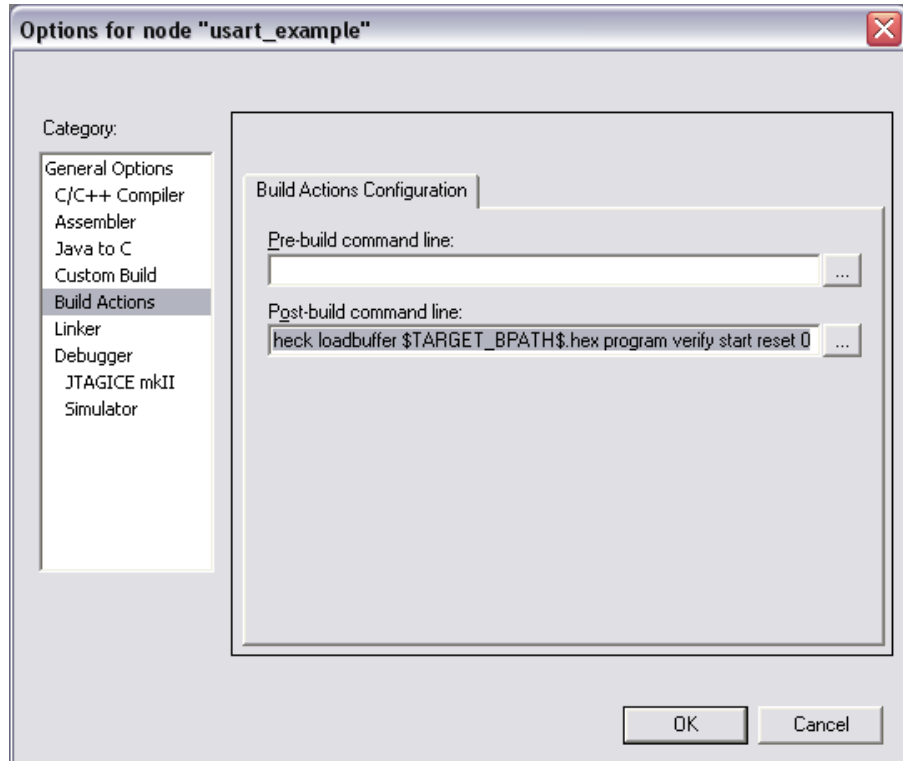 Options for node "usart_example"
Category:
General Options
C/C++ Compiler
Assembler
Java to C
Custom Build
Build Actions
Linker
Debugger
JTAGICE mkII
Simulator
Build Actions Configuration
Pre-build command line:
...
Post-build command line:
heck loadbuffer $TARGET_BPATH$.hex program verify start reset 0
...
OK
Cancel